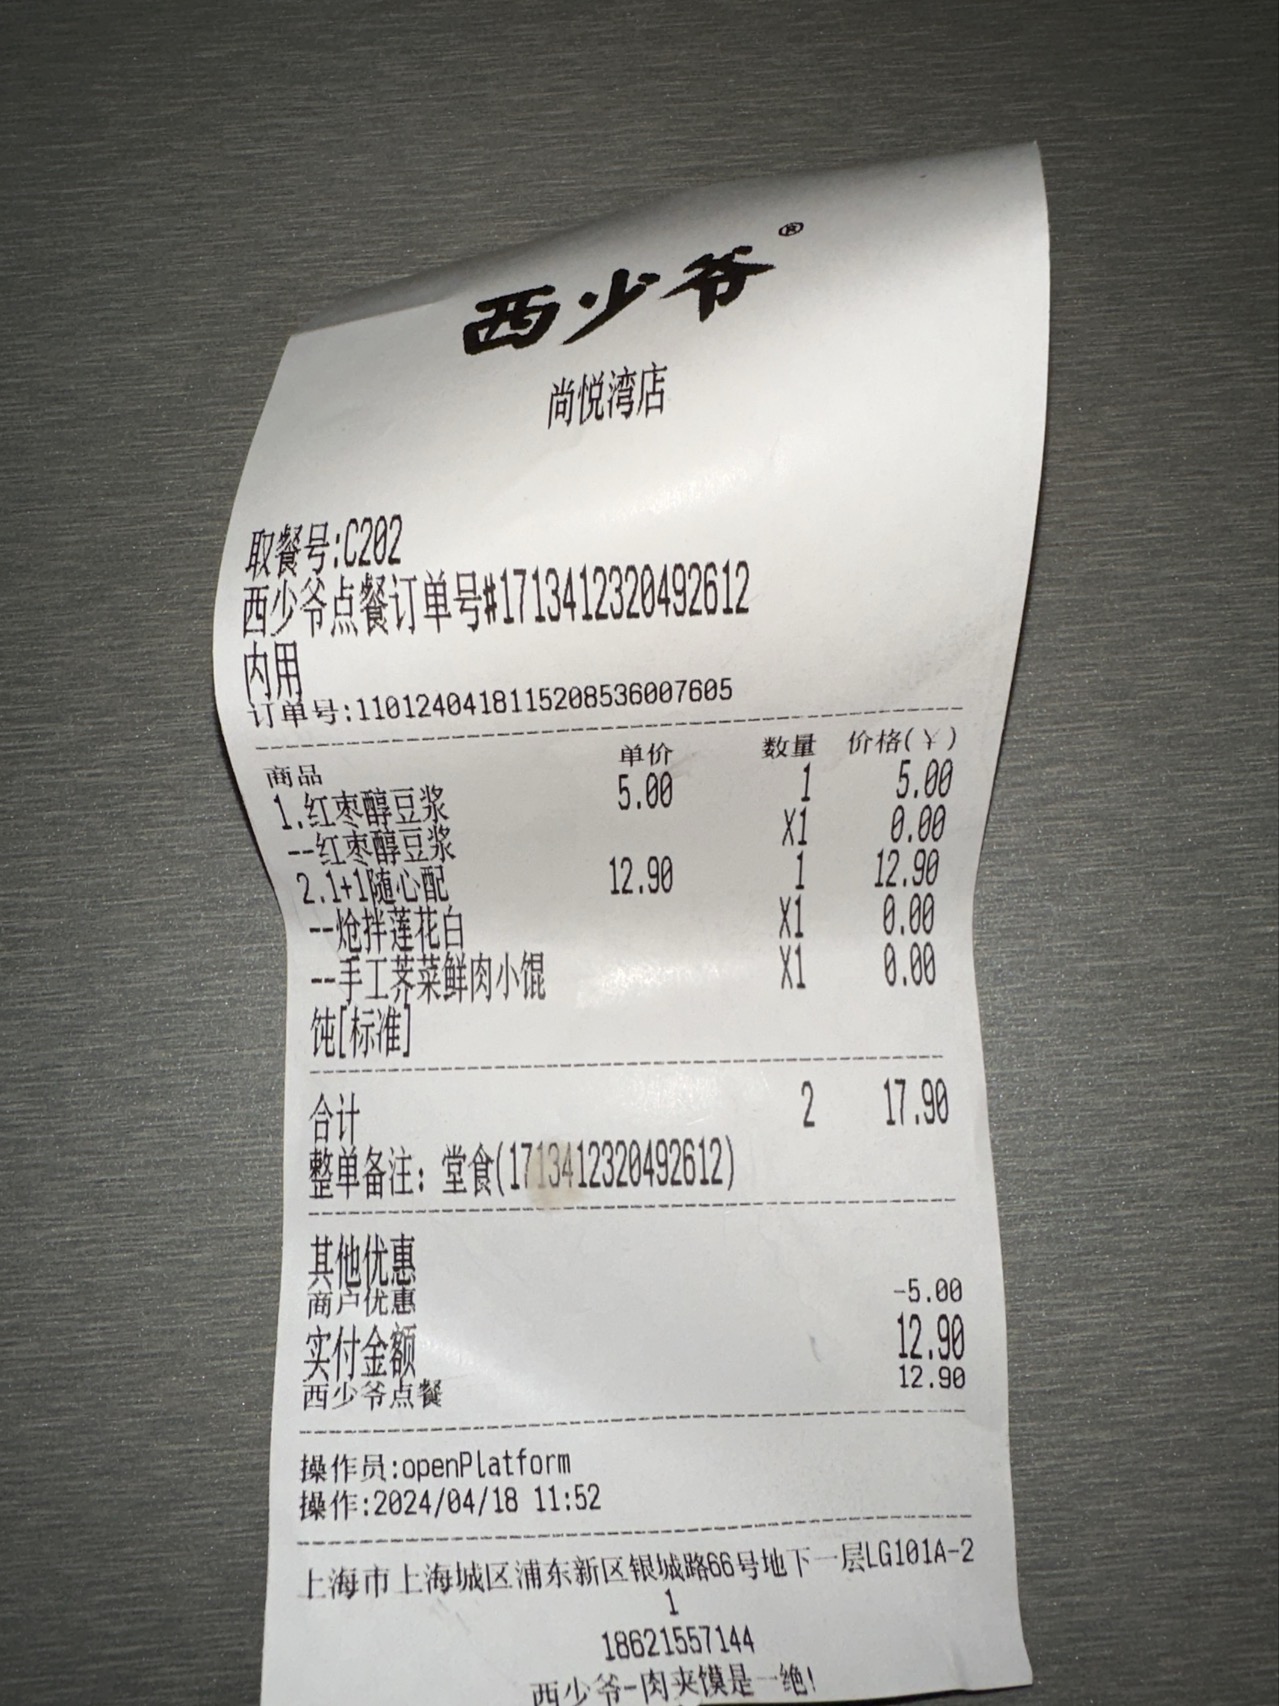 西少爷®
尚悦湾店
取餐号:C202
西少爷点餐订单号#1713412320492612
内用
订单号:11012404181152085360​07605
商品 单价 数量 价格(¥)
1.红枣醇豆浆 5.00 1 5.00
--红枣醇豆浆 X1 0.00
2.1+1随心配 12.90 1 12.90
--炝拌莲花白 X1 0.00
--手工荠菜鲜肉小馄 X1 0.00
饨[标准]
合计 2 17.90
整单备注：堂食(1713412320492612)
其他优惠
商户优惠 -5.00
实付金额 12.90
西少爷点餐 12.90
操作员:openPlatform
操作:2024/04/18 11:52
上海市上海城区浦东新区银城路66号地下一层LG101A-2
1
18621557144
西少爷-肉夹馍是一绝!